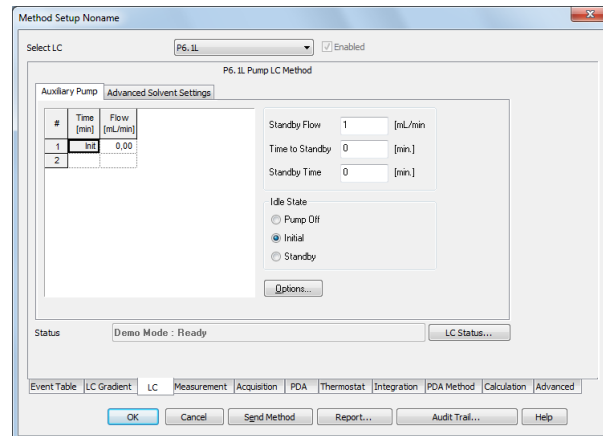 Method Setup Noname
Select LC P6.1L Enabled
P6.1L Pump LC Method
Auxiliary Pump Advanced Solvent Settings
# Time [min] Flow [mL/min]
1 Init 0,00
2
Standby Flow 1 [mL/min
Time to Standby 0 [min.]
Standby Time 0 [min.]
Idle State
Pump Off
Initial
Standby
Options...
Status Demo Mode : Ready LC Status...
Event Table LC Gradient LC Measurement Acquisition PDA Thermostat Integration PDA Method Calculation Advanced
OK Cancel Send Method Report... Audit Trail... Help